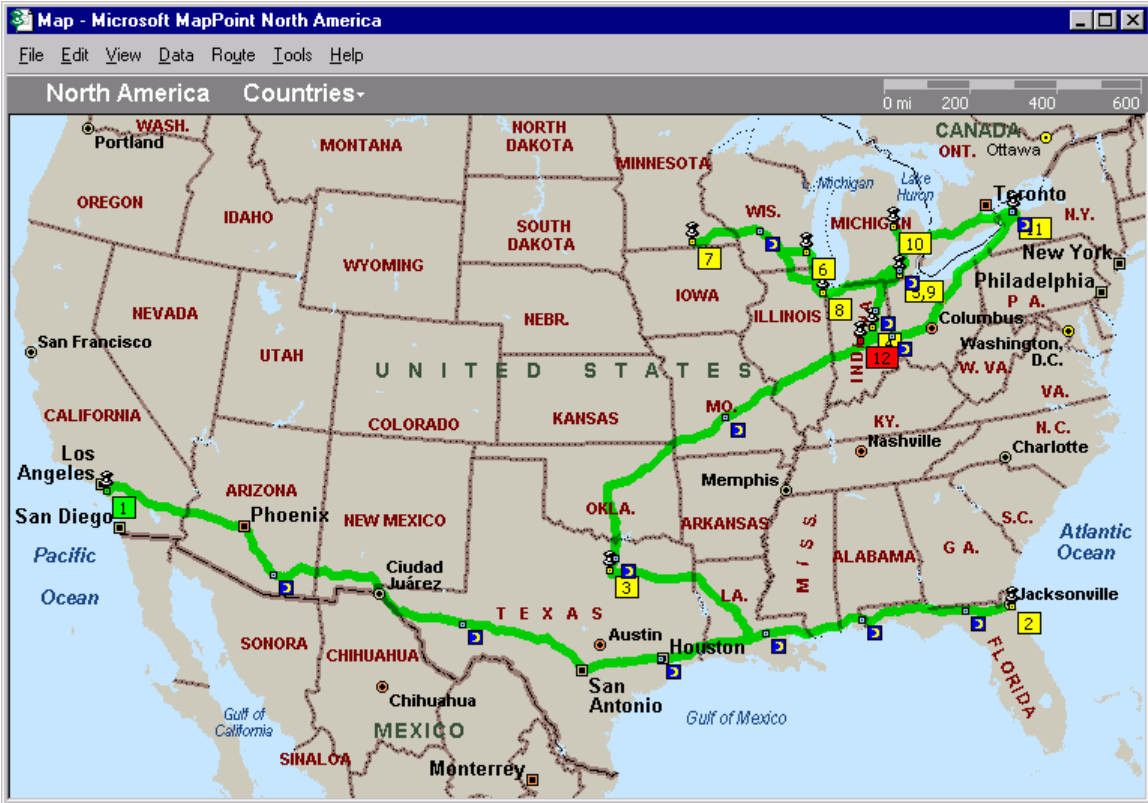 Map - Microsoft MapPoint North America
File Edit View Data Route Tools Help
North America Countries
0 mi 200 400 600
WASH.
Portland
MONTANA
NORTH
DAKOTA
MINNESOTA
CANADA
ONT. Ottawa
OREGON
IDAHO
SOUTH
DAKOTA
WIS.
L. Michigan
Lake
Huron
MICHIGAN
Toronto
N.Y.
11
10
New York
WYOMING
7
6
5,9
Philadelphia
P A.
NEVADA
IOWA
8
NEBR.
ILLINOIS
INDIANA
Columbus
San Francisco
UTAH
UNITED STATES
4
12
Washington,
D.C.
W. VA.
VA.
CALIFORNIA
COLORADO
KANSAS
MO.
KY.
N. C.
Nashville
Charlotte
Los
Angeles
1
ARIZONA
Memphis
San Diego
Phoenix
NEW MEXICO
OKLA.
ARKANSAS
MISS.
ALABAMA
G A.
S.C.
Atlantic
Ocean
Pacific
Ocean
Ciudad
Juárez
3
LA.
Jacksonville
2
TEXAS
SONORA
CHIHUAHUA
Austin
Houston
FLORIDA
San
Antonio
Chihuahua
Gulf of
California
Gulf of Mexico
MEXICO
SINALOA
Monterrey